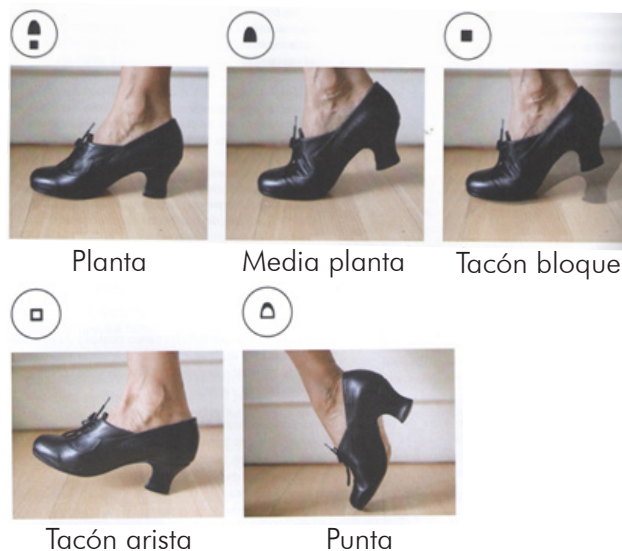 Planta
Media planta
Tacón bloque
Tacón arista
Punta